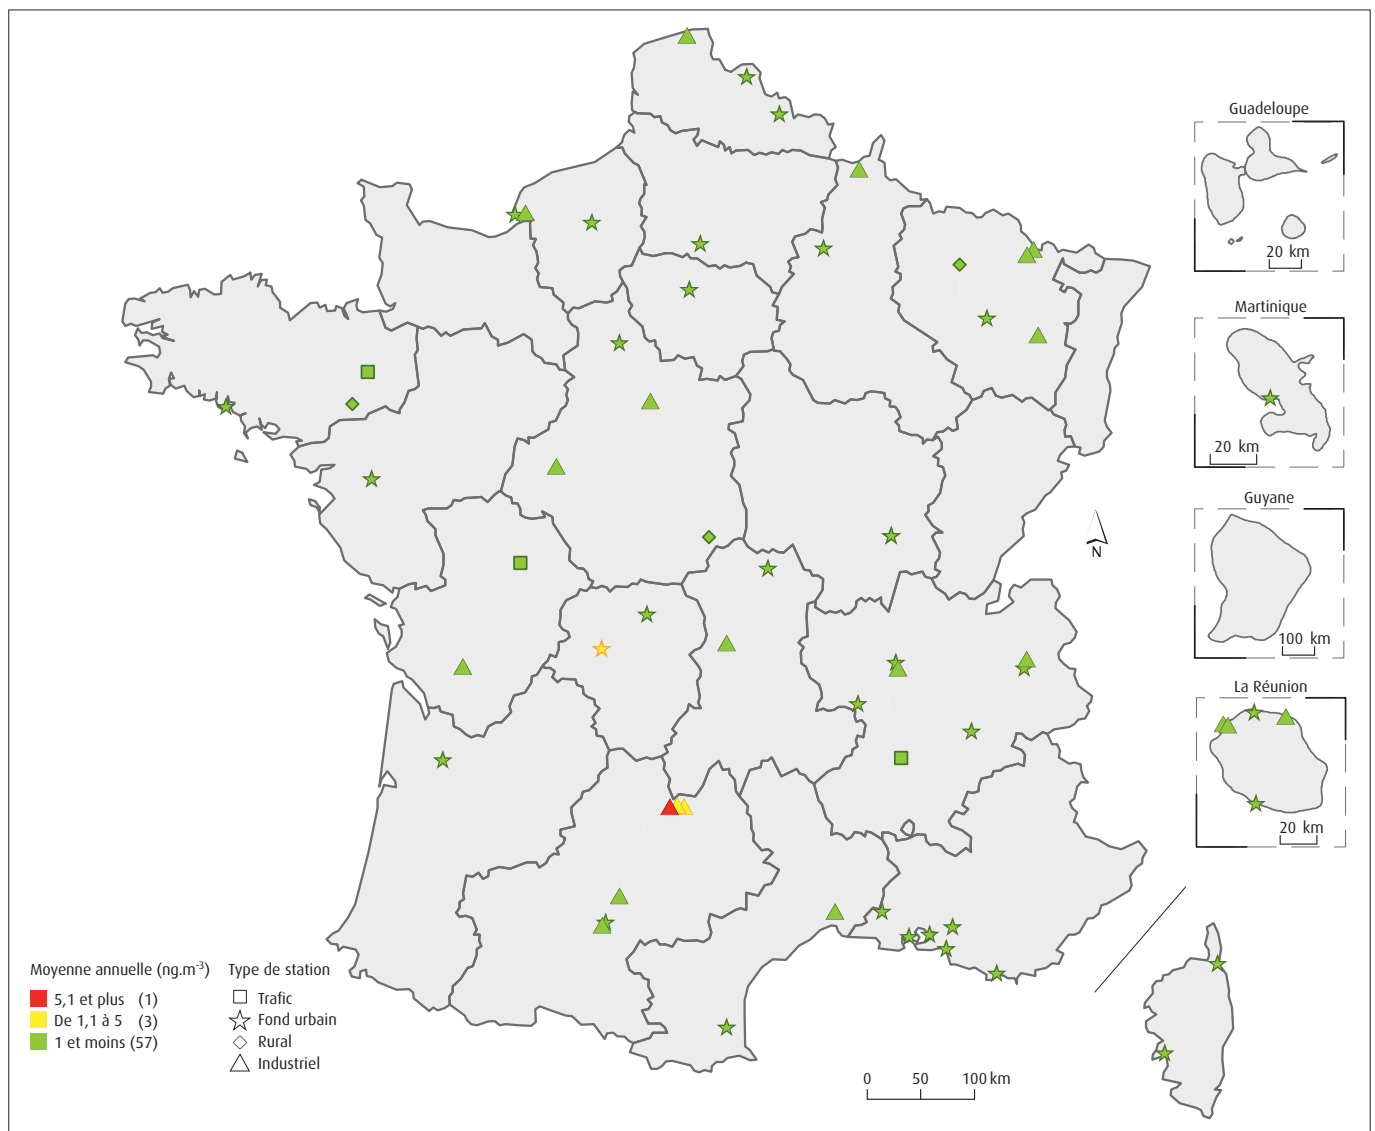 Guadeloupe
20 km
Martinique
20 km
Guyane
100 km
La Réunion
20 km
N
Moyenne annuelle (ng.m-3)
5,1 et plus (1)
De 1,1 à 5 (3)
1 et moins (57)
Type de station
Trafic
Fond urbain
Rural
Industriel
0 50 100 km